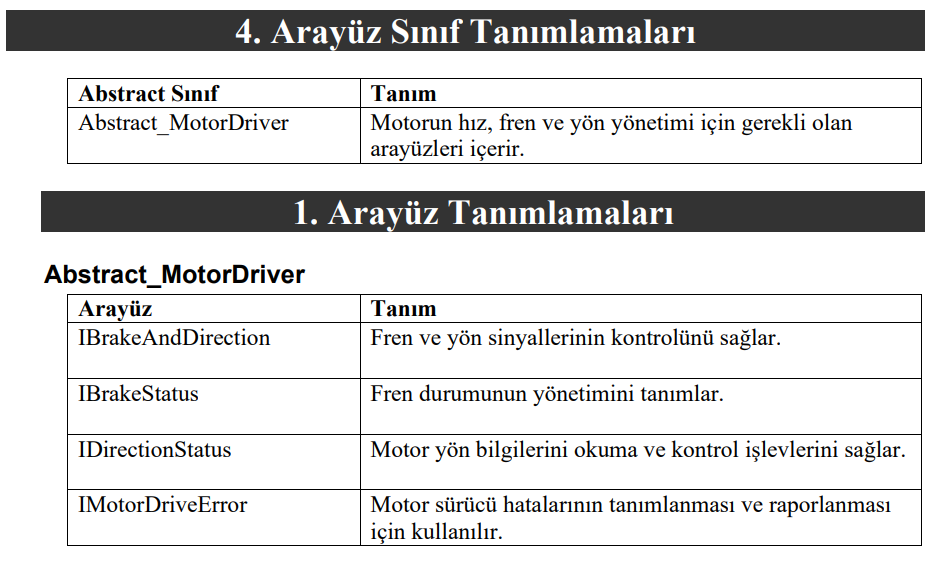 4. Arayüz Sınıf Tanımlamaları
Abstract Sınıf Tanım
Abstract_MotorDriver Motorun hız, fren ve yön yönetimi için gerekli olan
arayüzleri içerir.
1. Arayüz Tanımlamaları
Abstract_MotorDriver
Arayüz Tanım
IBrakeAndDirection Fren ve yön sinyallerinin kontrolünü sağlar.
IBrakeStatus Fren durumunun yönetimini tanımlar.
IDirectionStatus Motor yön bilgilerini okuma ve kontrol işlevlerini sağlar.
IMotorDriveError Motor sürücü hatalarının tanımlanması ve raporlanması
için kullanılır.